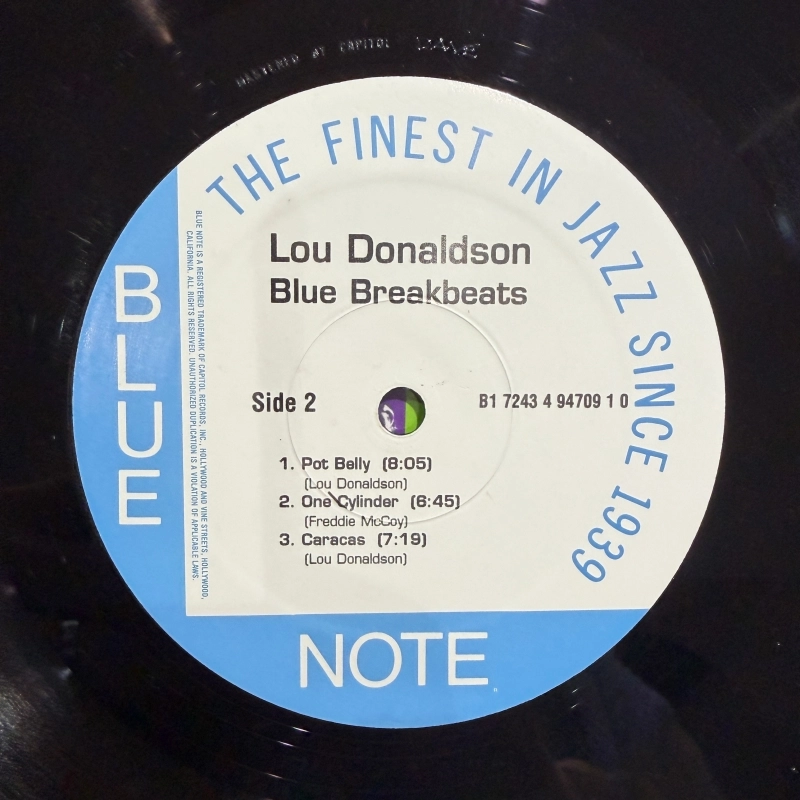 MASTERED AT CAPITOL
THE FINEST IN JAZZ SINCE 1939
Lou Donaldson
Blue Breakbeats
Side 2
B1 7243 4 94709 1 0
1. Pot Belly (8:05)
(Lou Donaldson)
2. One Cylinder (6:45)
(Freddie McCoy)
3. Caracas (7:19)
(Lou Donaldson)
BLUE
NOTE
BLUE NOTE IS A REGISTERED TRADEMARK OF CAPITOL RECORDS, INC., HOLLYWOOD AND VINE STREETS, HOLLYWOOD,
CALIFORNIA. ALL RIGHTS RESERVED. UNAUTHORIZED DUPLICATION IS A VIOLATION OF APPLICABLE LAWS.